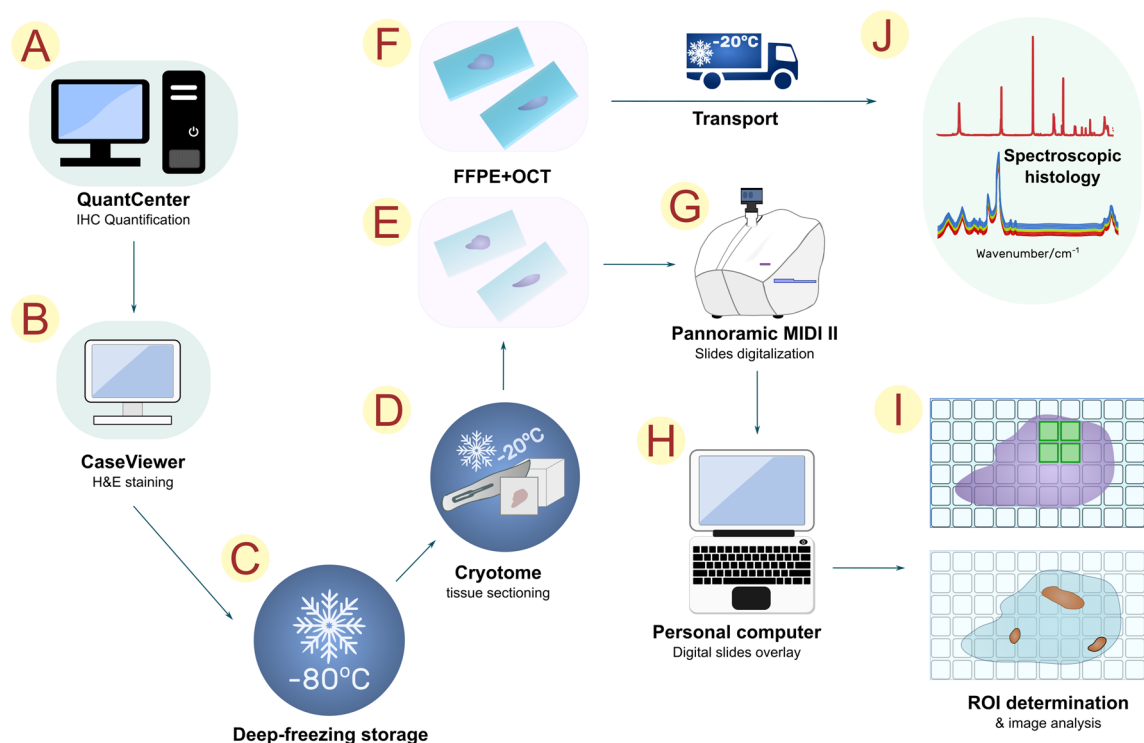 A
QuantCenter
IHC Quantification
B
CaseViewer
H&E staining
C
-80°C
Deep-freezing storage
D
-20°C
Cryotome
tissue sectioning
E
F
FFPE+OCT
-20°C
Transport
G
Pannoramic MIDI II
Slides digitalization
H
Personal computer
Digital slides overlay
I
ROI determination
& image analysis
J
Spectroscopic
histology
Wavenumber/cm⁻¹